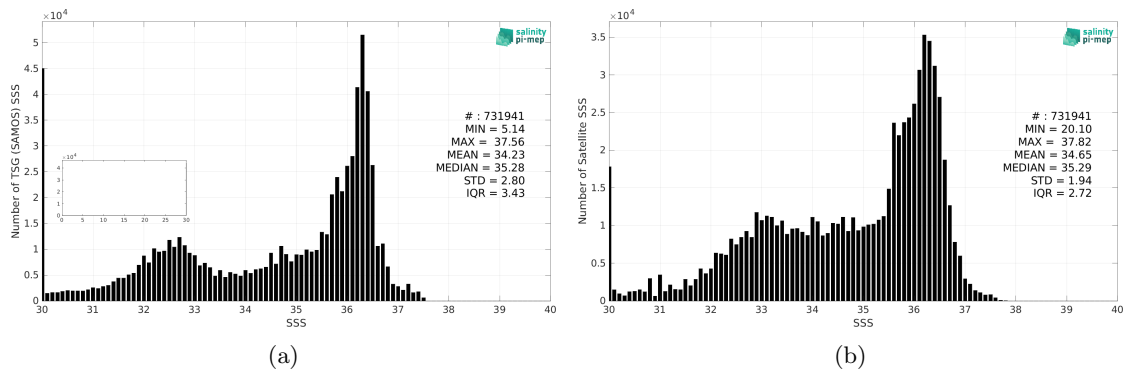 ×10⁴
5
4.5
4
3.5
3
2.5
2
1.5
1
0.5
0
Number of TSG (SAMOS) SSS
salinity
pi-mep
# : 731941
MIN = 5.14
MAX = 37.56
MEAN = 34.23
MEDIAN = 35.28
STD = 2.80
IQR = 3.43
×10⁴
4
3
2
1
0
0 5 10 15 20 25 30
30 31 32 33 34 35 36 37 38 39 40
SSS
(a)
×10⁴
3.5
3
2.5
2
1.5
1
0.5
0
Number of Satellite SSS
salinity
pi-mep
# : 731941
MIN = 20.10
MAX = 37.82
MEAN = 34.65
MEDIAN = 35.29
STD = 1.94
IQR = 2.72
30 31 32 33 34 35 36 37 38 39 40
SSS
(b)